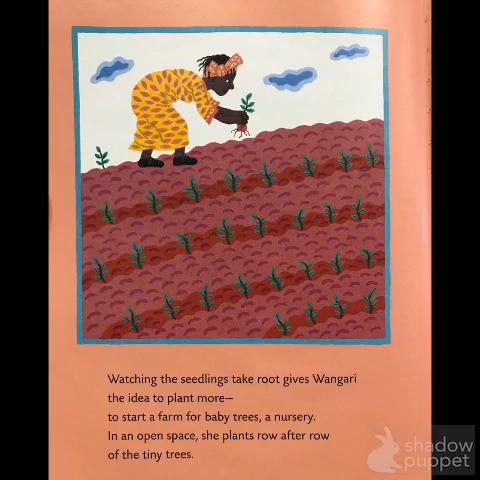 Watching the seedlings take root gives Wangari
the idea to plant more—
to start a farm for baby trees, a nursery.
In an open space, she plants row after row
of the tiny trees.
shadow
puppet